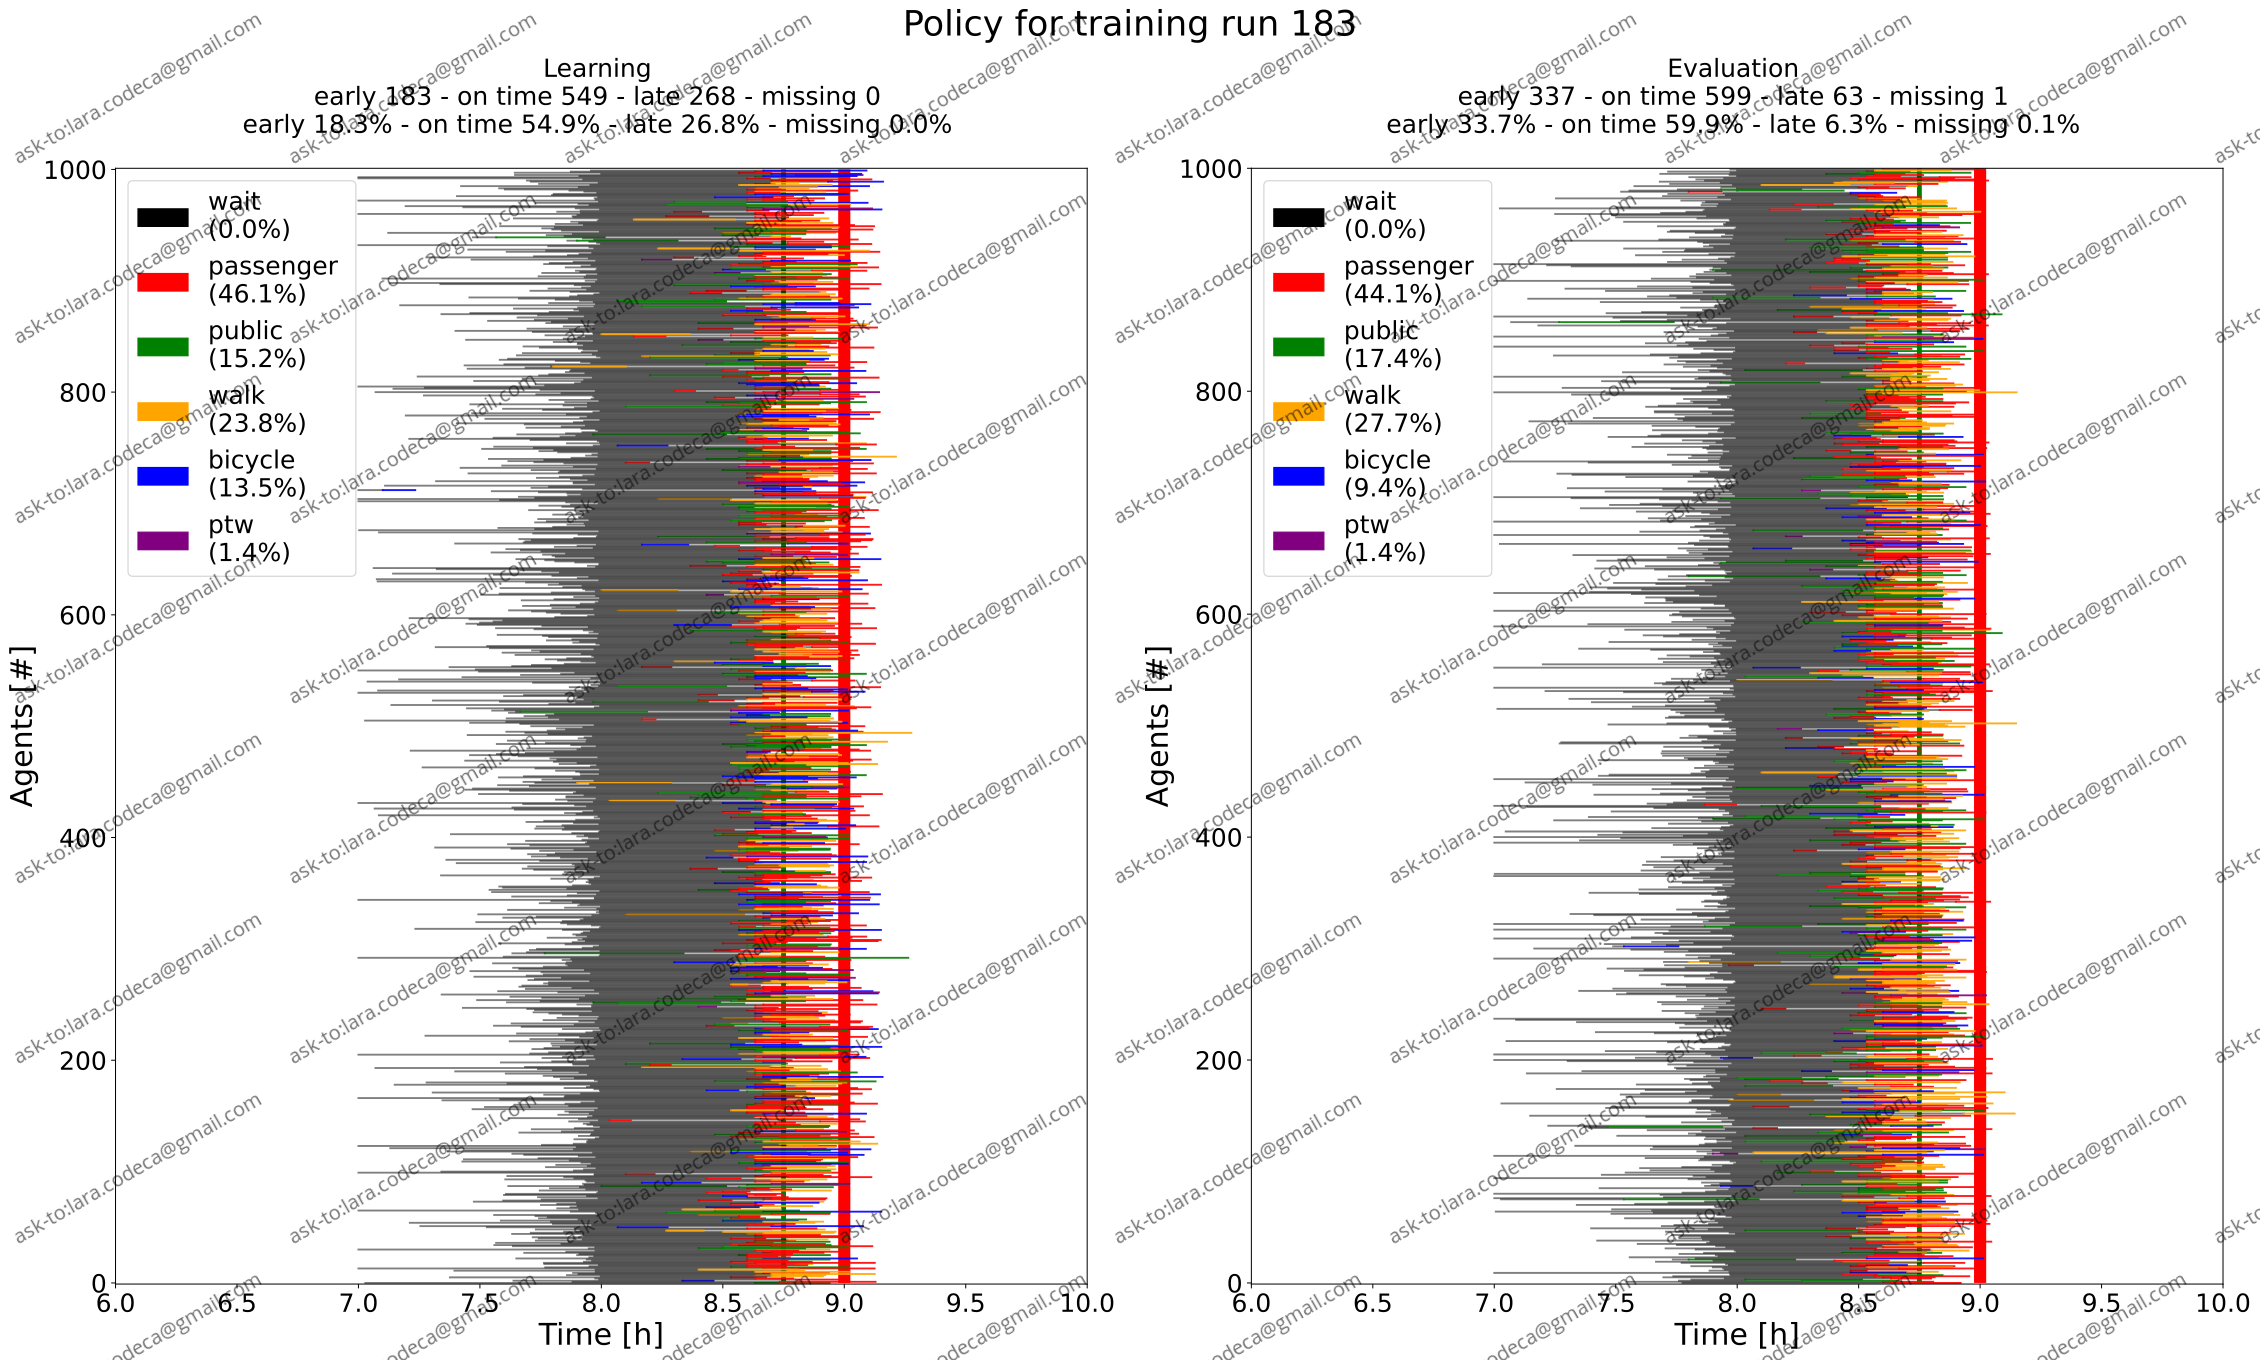 Policy for training run 183
Learning
early 183 - on time 549 - late 268 - missing 0
early 18.3% - on time 54.9% - late 26.8% - missing 0.0%
1000
800
600
400
200
0
Agents [#]
wait
(0.0%)
passenger
(46.1%)
public
(15.2%)
walk
(23.8%)
bicycle
(13.5%)
ptw
(1.4%)
6.0 6.5 7.0 7.5 8.0 8.5 9.0 9.5 10.0
Time [h]
Evaluation
early 337 - on time 599 - late 63 - missing 1
early 33.7% - on time 59.9% - late 6.3% - missing 0.1%
1000
800
600
400
200
0
Agents [#]
wait
(0.0%)
passenger
(44.1%)
public
(17.4%)
walk
(27.7%)
bicycle
(9.4%)
ptw
(1.4%)
6.0 6.5 7.0 7.5 8.0 8.5 9.0 9.5 10.0
Time [h]
ask-to:lara.codeca@gmail.com